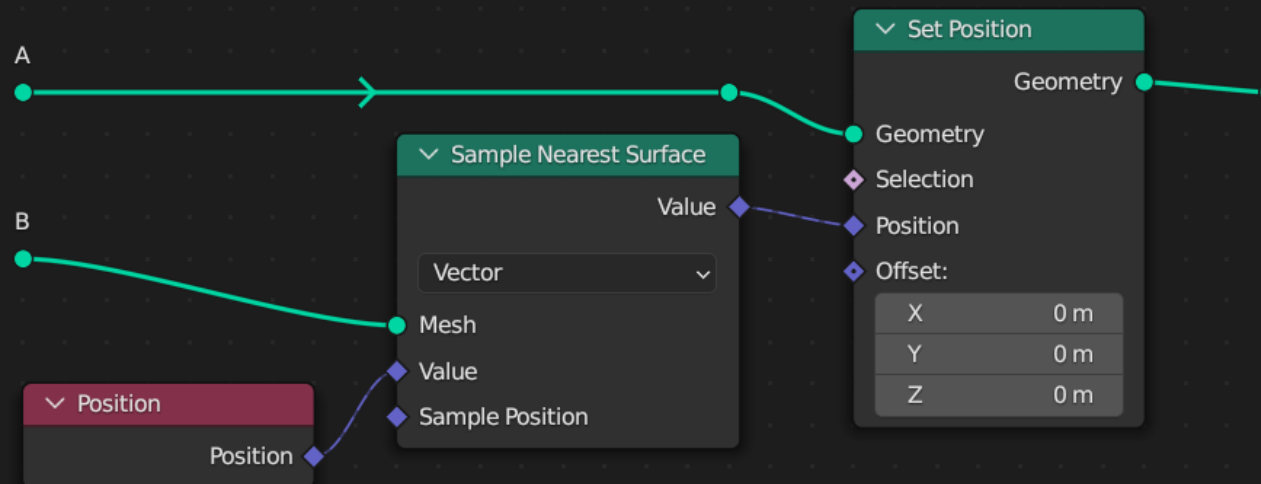 A
Set Position
Geometry
Geometry
Sample Nearest Surface
Selection
Value
B
Position
Vector
Offset:
X 0 m
Mesh
Y 0 m
Value
Z 0 m
Position
Sample Position
Position